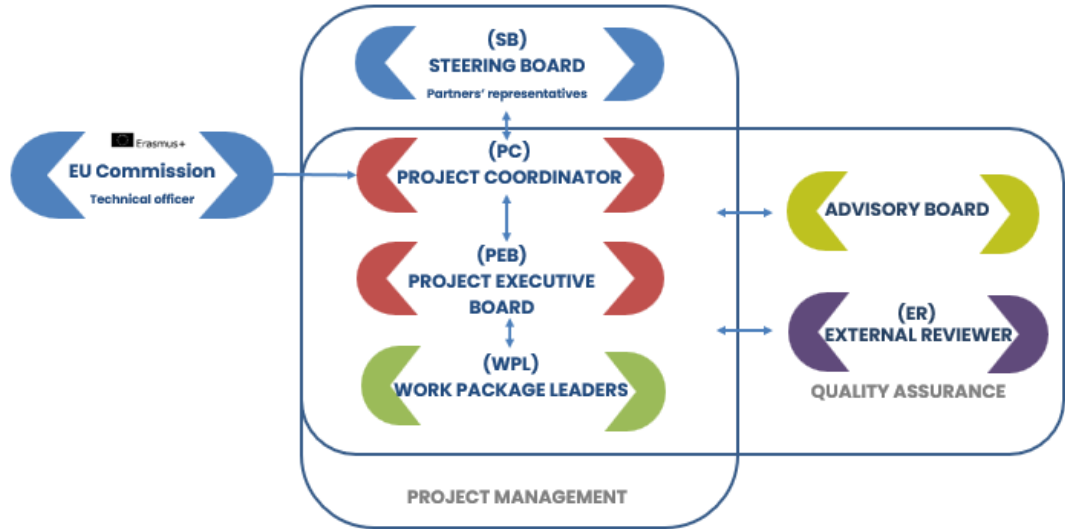 (SB)
STEERING BOARD
Partners' representatives
Erasmus+
EU Commission
Technical officer
(PC)
PROJECT COORDINATOR
(PEB)
PROJECT EXECUTIVE
BOARD
(WPL)
WORK PACKAGE LEADERS
ADVISORY BOARD
(ER)
EXTERNAL REVIEWER
QUALITY ASSURANCE
PROJECT MANAGEMENT